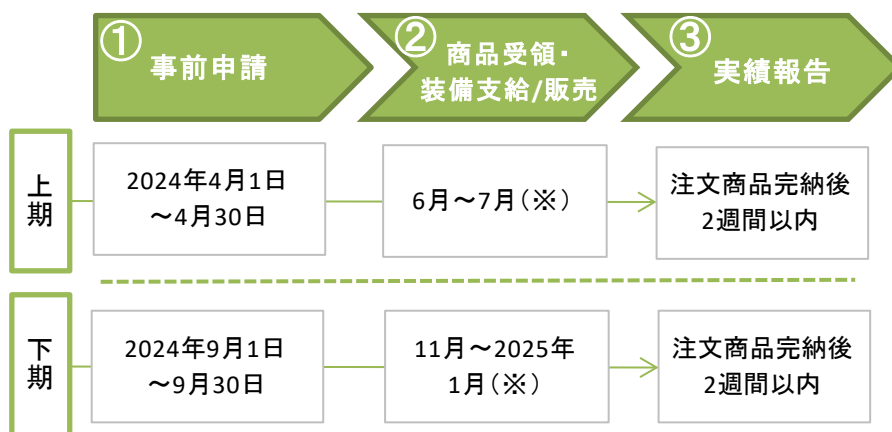 ①
事前申請
②
商品受領・
装備支給/販売
③
実績報告
上
期
2024年4月1日
～4月30日
6月～7月（※）
注文商品完納後
2週間以内
下
期
2024年9月1日
～9月30日
11月～2025年
1月（※）
注文商品完納後
2週間以内